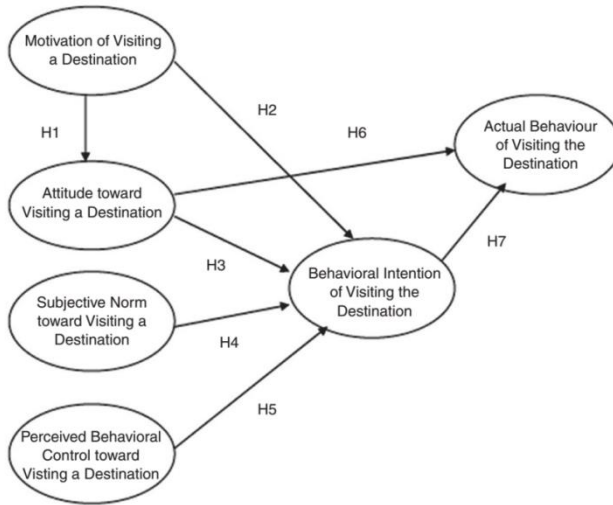 Motivation of Visiting
a Destination
H1
H2
H6
Actual Behaviour
of Visiting the
Destination
Attitude toward
Visiting a Destination
H3
H7
Behavioral Intention
of Visiting the
Destination
Subjective Norm
toward Visiting a
Destination
H4
H5
Perceived Behavioral
Control toward
Visting a Destination